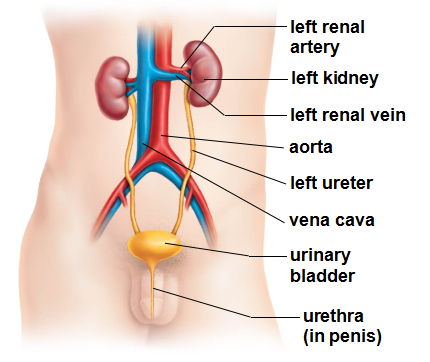 left renal
artery
left kidney
left renal vein
aorta
left ureter
vena cava
urinary
bladder
urethra
(in penis)